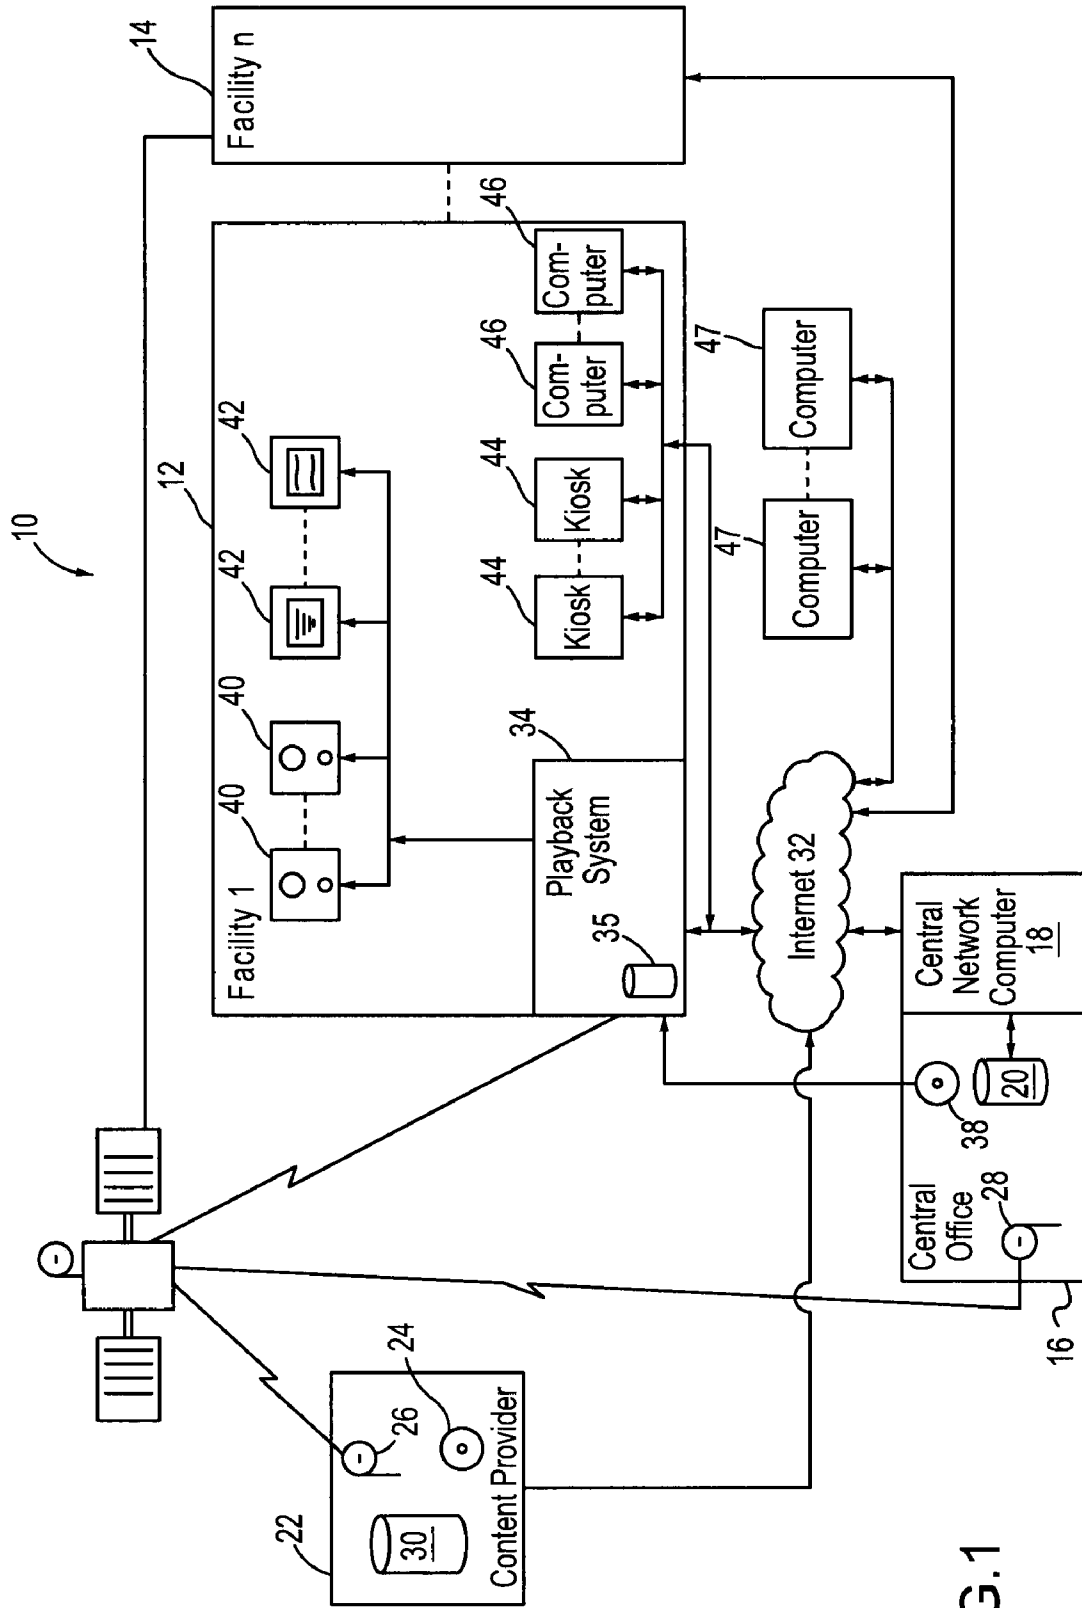 10
14
Facility n
12
Facility 1
40
40
42
42
34
Playback
System
35
44
Kiosk
44
Kiosk
46
Com-
puter
46
Com-
puter
47
Computer
47
Computer
Internet 32
22
30
24
26
Content Provider
16
Central
Office
28
38
20
Central
Network
Computer
18
G.1